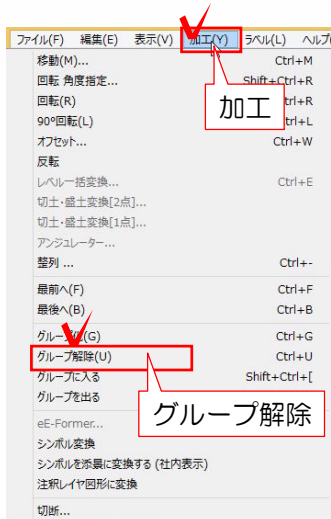 ファイル(F) 編集(E) 表示(V) 加工(Y) ラベル(L) ヘルプ
移動(M)... Ctrl+M
回転 角度指定... Shift+Ctrl+R
回転(R) trl+R
90°回転(L) trl+L
加工
オフセット... Ctrl+W
反転
レベル一括変換... Ctrl+E
切土・盛土変換[2点]...
切土・盛土変換[1点]...
アンジュレーター...
整列 ... Ctrl+-
最前へ(F) Ctrl+F
最後へ(B) Ctrl+B
グループ化(G) Ctrl+G
グループ解除(U) Ctrl+U
グループに入る Shift+Ctrl+[
グループを出る
グループ解除
eE-Former...
シンボル変換
シンボルを添景に変換する (社内表示)
注釈レイヤ図形に変換
切断...